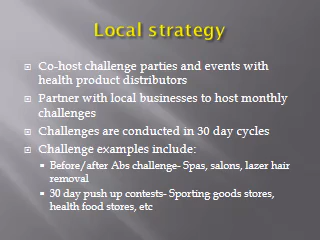 Local strategy
Co-host challenge parties and events with
health product distributors
Partner with local businesses to host monthly
challenges
Challenges are conducted in 30 day cycles
Challenge examples include:
Before/after Abs challenge- Spas, salons, lazer hair
removal
30 day push up contests- Sporting goods stores,
health food stores, etc